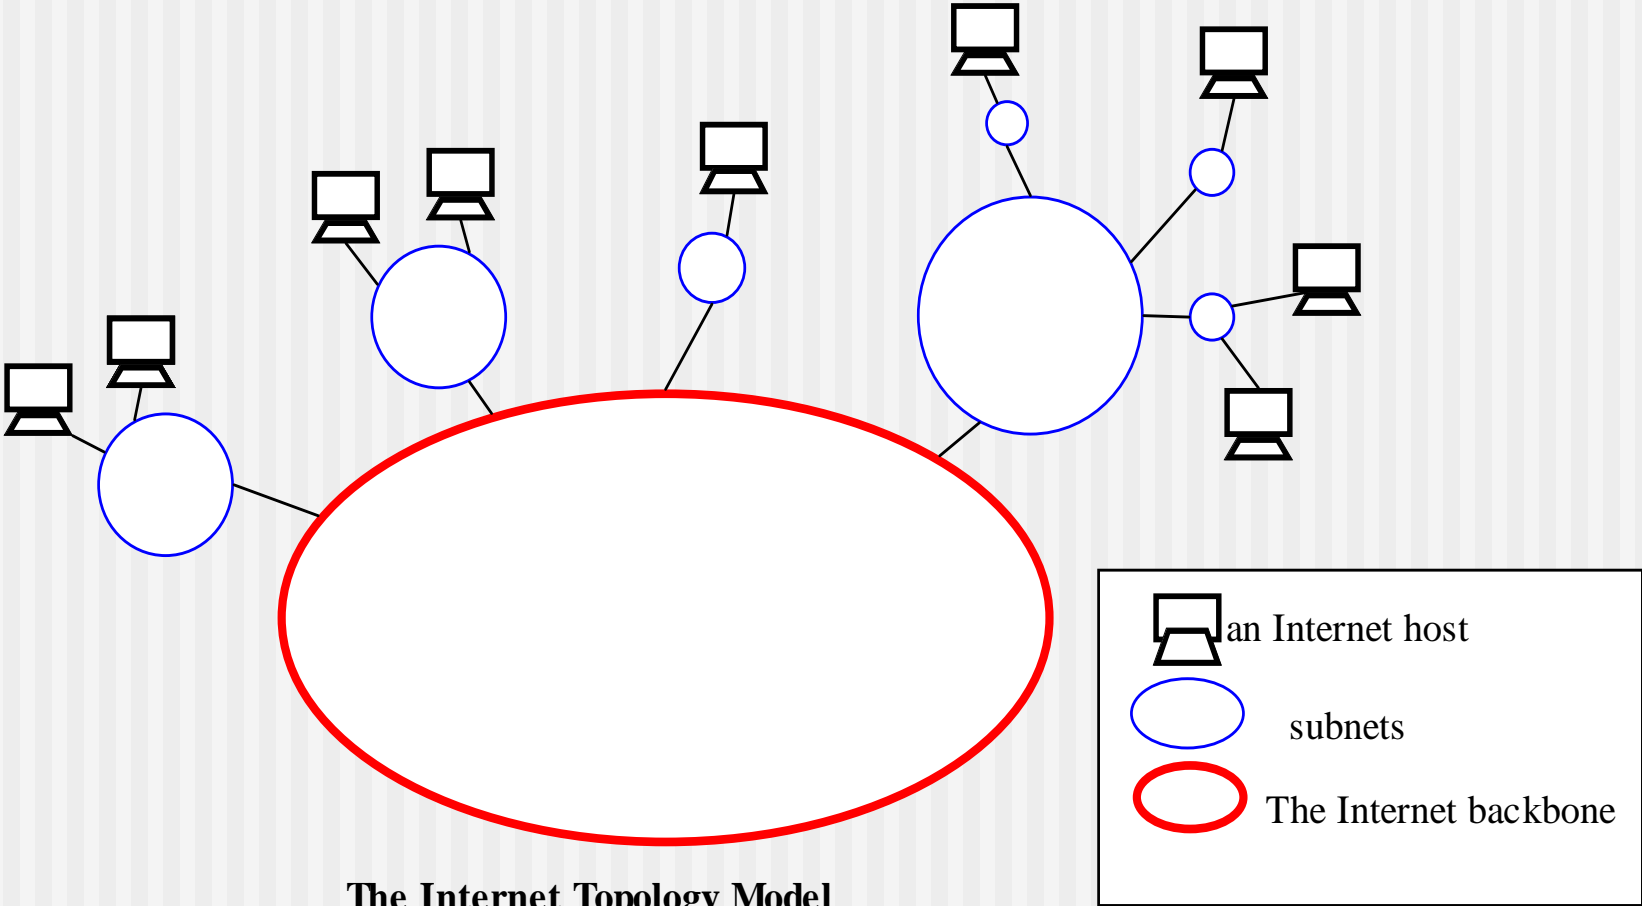 an Internet host
subnets
The Internet backbone
The Internet Topology Model